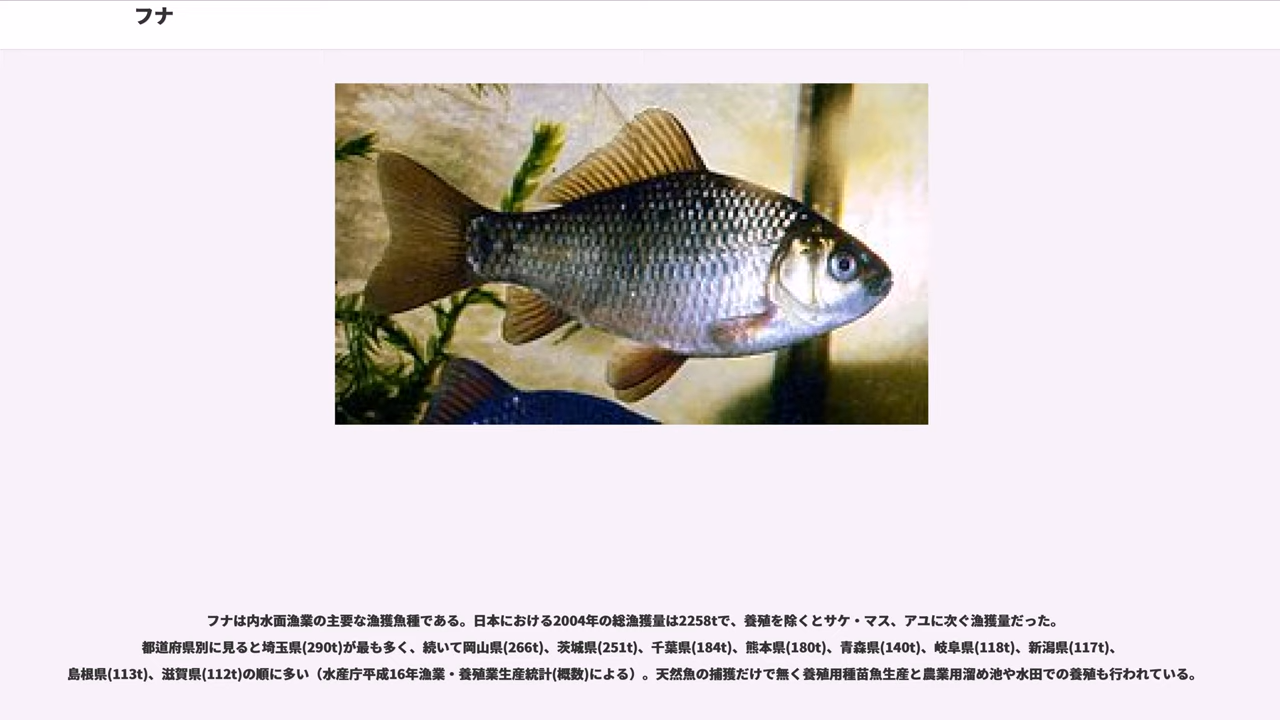 フナ
フナは内水面漁業の主要な漁獲魚種である。日本における2004年の総漁獲量は2258tで、養殖を除くとサケ・マス、アユに次ぐ漁獲量だった。
都道府県別に見ると埼玉県(290t)が最も多く、続いて岡山県(266t)、茨城県(251t)、千葉県(184t)、熊本県(180t)、青森県(140t)、岐阜県(118t)、新潟県(117t)、
島根県(113t)、滋賀県(112t)の順に多い（水産庁平成16年漁業・養殖業生産統計(概数)による）。天然魚の捕獲だけで無く養殖用種苗魚生産と農業用溜め池や水田での養殖も行われている。